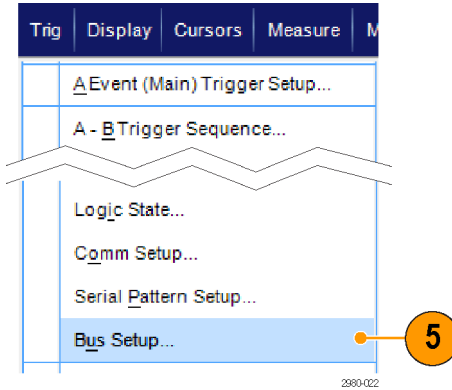 Trig Display Cursors Measure M
A Event (Main) Trigger Setup...
A - B Trigger Sequence...
Logic State...
Comm Setup...
Serial Pattern Setup...
Bus Setup...
5
2980-022